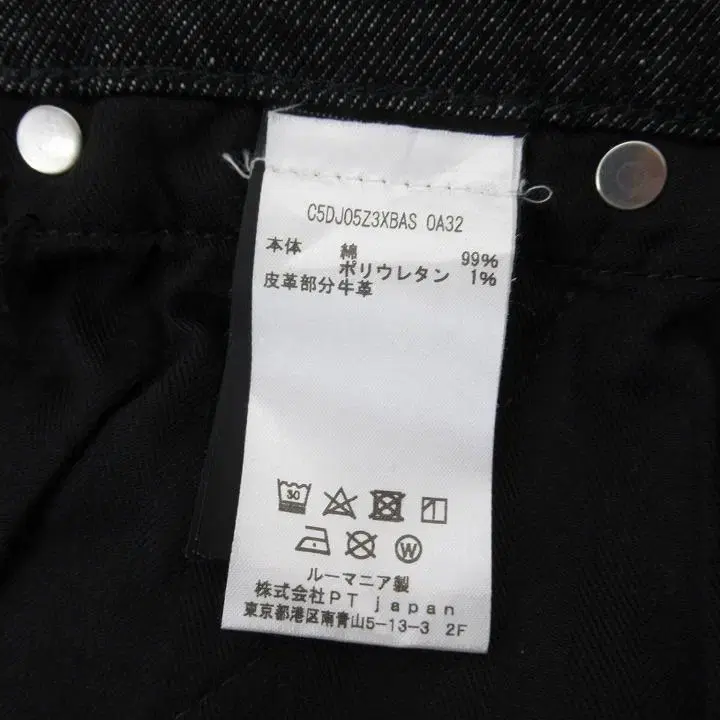 C5DJ05Z3XBAS 0A32
本体 綿 99%
ポリウレタン 1%
皮革部分牛革
30
W
ルーマニア製
株式会社PT japan
東京都港区南青山5-13-3 2F